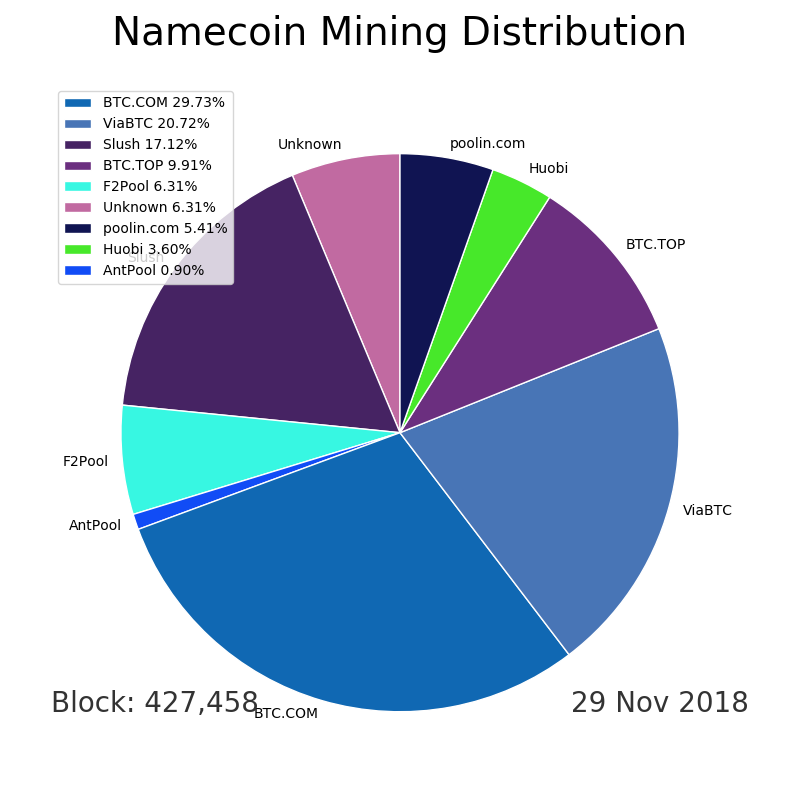 Namecoin Mining Distribution
BTC.COM 29.73%
ViaBTC 20.72%
Slush 17.12%
BTC.TOP 9.91%
F2Pool 6.31%
Unknown 6.31%
poolin.com 5.41%
Huobi 3.60%
AntPool 0.90%
Unknown
poolin.com
Huobi
BTC.TOP
Slush
F2Pool
ViaBTC
AntPool
BTC.COM
Block: 427,458
29 Nov 2018